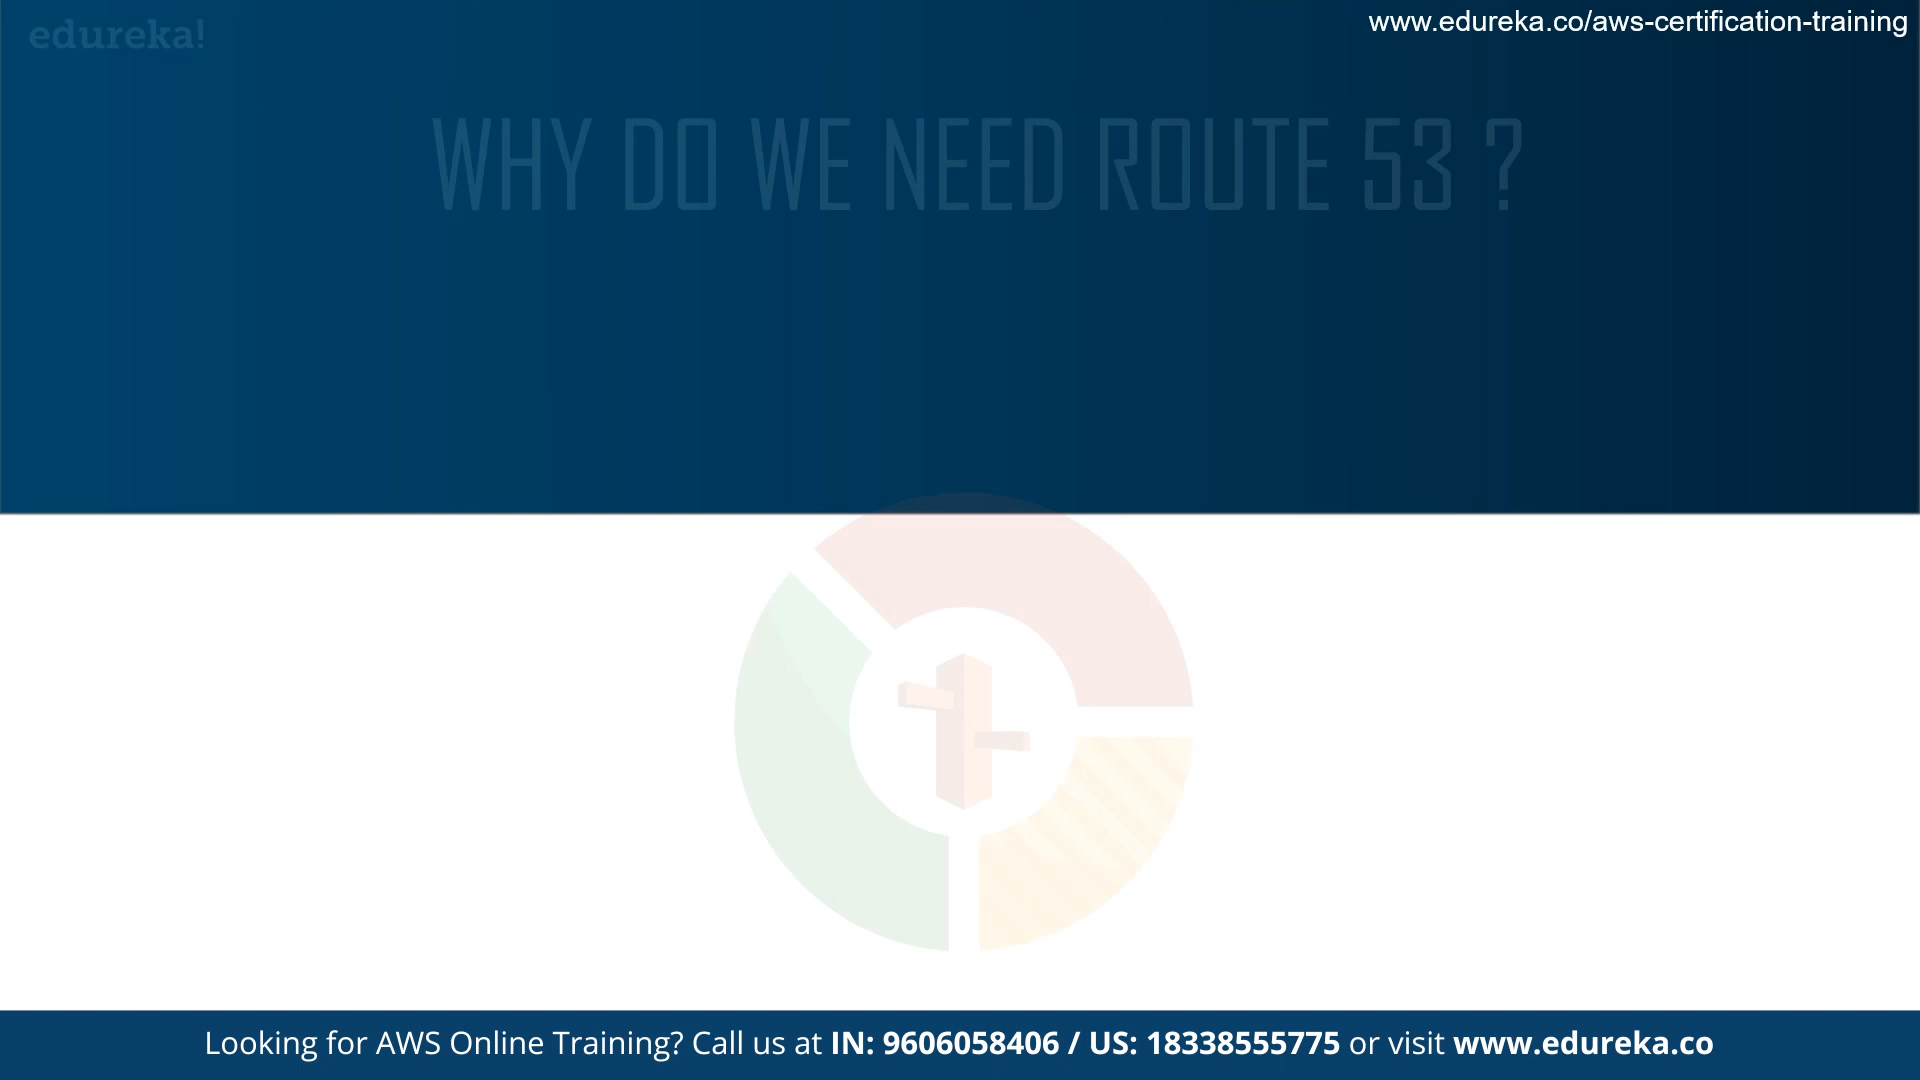 edureka!
www.edureka.co/aws-certification-training
WHY DO WE NEED ROUTE 53 ?
Looking for AWS Online Training? Call us at IN: 9606058406 / US: 18338555775 or visit www.edureka.co